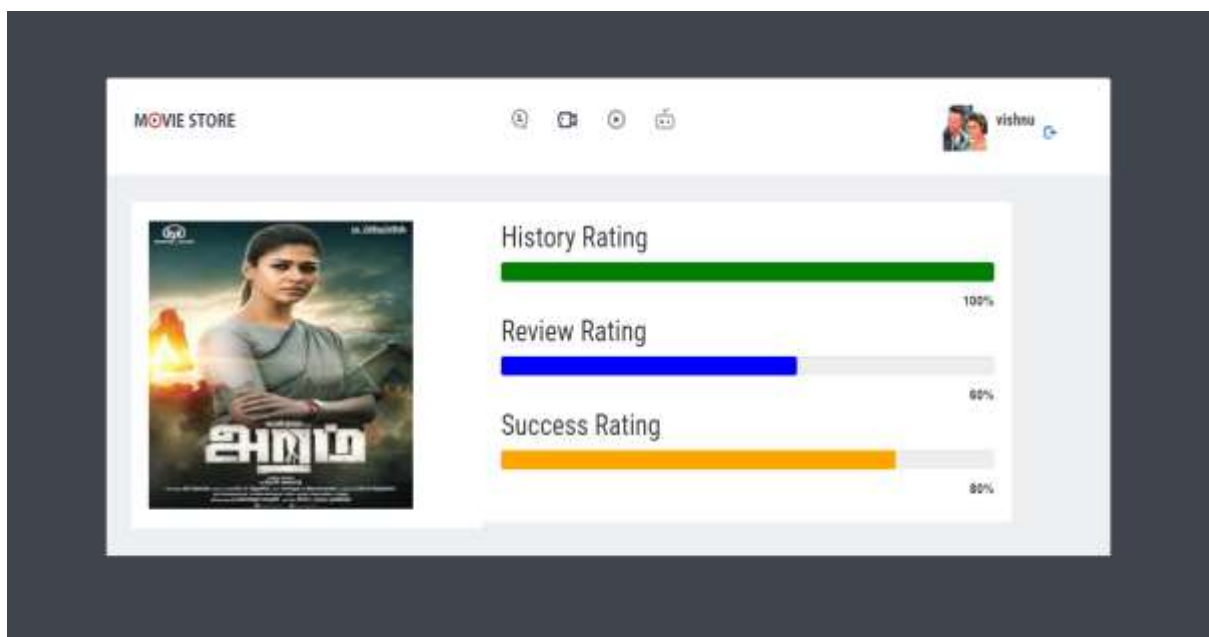 MOVIE STORE
vishnu
History Rating
100%
Review Rating
60%
Success Rating
80%
அறம்